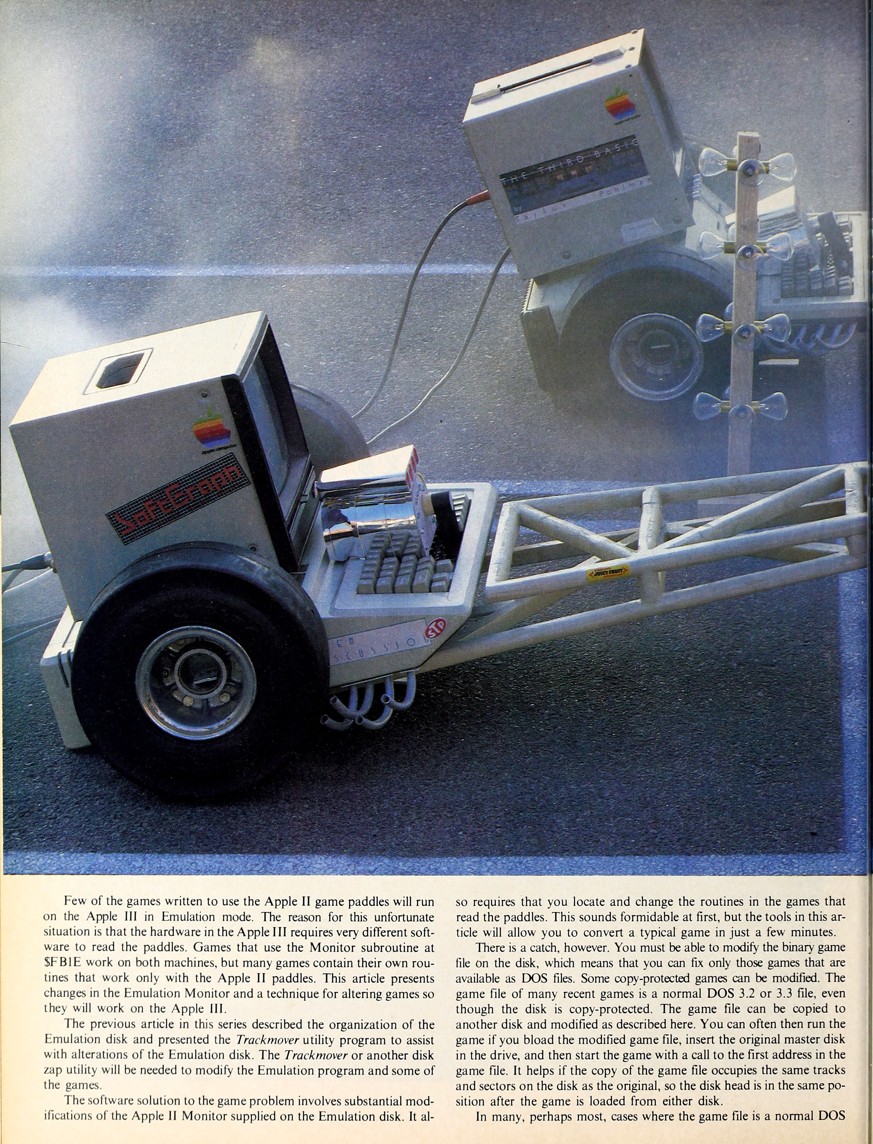 THE THIRD BASIC
apple computer
SoftGraph
STP
Few of the games written to use the Apple II game paddles will run
on the Apple III in Emulation mode. The reason for this unfortunate
situation is that the hardware in the Apple III requires very different soft-
ware to read the paddles. Games that use the Monitor subroutine at
$FB1E work on both machines, but many games contain their own rou-
tines that work only with the Apple II paddles. This article presents
changes in the Emulation Monitor and a technique for altering games so
they will work on the Apple III.
The previous article in this series described the organization of the
Emulation disk and presented the Trackmover utility program to assist
with alterations of the Emulation disk. The Trackmover or another disk
zap utility will be needed to modify the Emulation program and some of
the games.
The software solution to the game problem involves substantial mod-
ifications of the Apple II Monitor supplied on the Emulation disk. It al-
so requires that you locate and change the routines in the games that
read the paddles. This sounds formidable at first, but the tools in this ar-
ticle will allow you to convert a typical game in just a few minutes.
There is a catch, however. You must be able to modify the binary game
file on the disk, which means that you can fix only those games that are
available as DOS files. Some copy-protected games can be modified. The
game file of many recent games is a normal DOS 3.2 or 3.3 file, even
though the disk is copy-protected. The game file can be copied to
another disk and modified as described here. You can often then run the
game if you bload the modified game file, insert the original master disk
in the drive, and then start the game with a call to the first address in the
game file. It helps if the copy of the game file occupies the same tracks
and sectors on the disk as the original, so the disk head is in the same po-
sition after the game is loaded from either disk.
In many, perhaps most, cases where the game file is a normal DOS